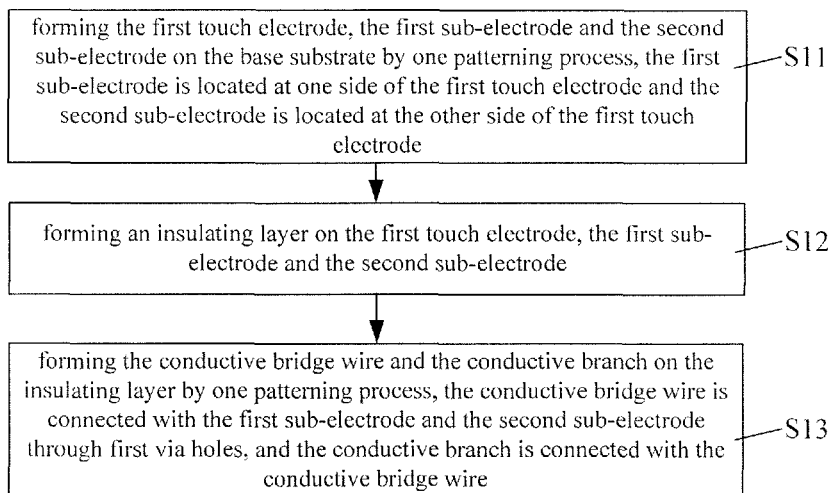 forming the first touch electrode, the first sub-electrode and the second
sub-electrode on the base substrate by one patterning process, the first
sub-electrode is located at one side of the first touch electrode and the
second sub-electrode is located at the other side of the first touch
electrode
S11
forming an insulating layer on the first touch electrode, the first sub-
electrode and the second sub-electrode
S12
forming the conductive bridge wire and the conductive branch on the
insulating layer by one patterning process, the conductive bridge wire is
connected with the first sub-electrode and the second sub-electrode
through first via holes, and the conductive branch is connected with the
conductive bridge wire
S13